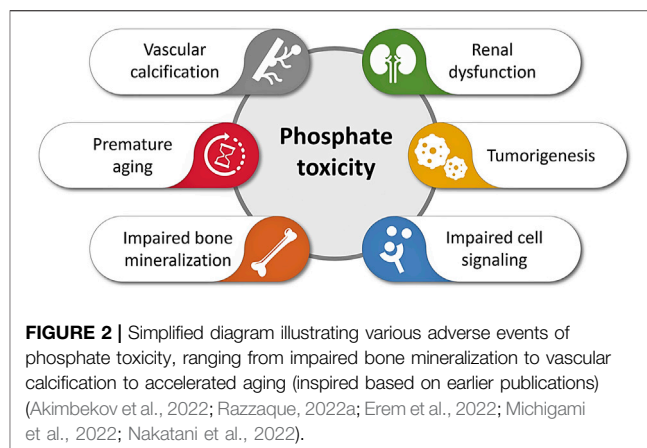 Vascular
calcification
Renal
dysfunction
Phosphate
toxicity
Premature
aging
Tumorigenesis
Impaired bone
mineralization
Impaired cell
signaling
FIGURE 2 | Simplified diagram illustrating various adverse events of
phosphate toxicity, ranging from impaired bone mineralization to vascular
calcification to accelerated aging (inspired based on earlier publications)
(Akimbekov et al., 2022; Razzaque, 2022a; Erem et al., 2022; Michigami
et al., 2022; Nakatani et al., 2022).